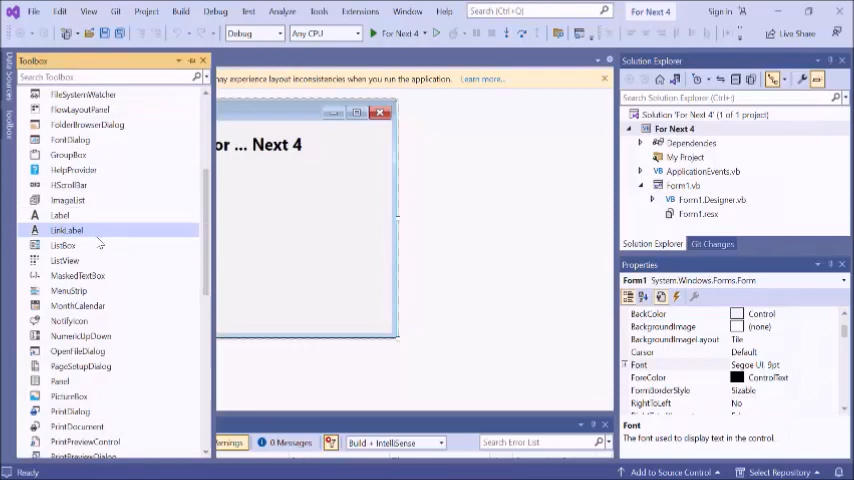 File Edit View Git Project Build Debug Test Analyze Tools Extensions Window Help Search (Ctrl+Q) For Next 4 Sign in
Debug Any CPU For Next 4 Live Share
Data Sources
Toolbox
Toolbox
Search Toolbox
FileSystemWatcher
FlowLayoutPanel
FolderBrowserDialog
FontDialog
GroupBox
HelpProvider
HScrollBar
ImageList
Label
LinkLabel
ListBox
ListView
MaskedTextBox
MenuStrip
MonthCalendar
NotifyIcon
NumericUpDown
OpenFileDialog
PageSetupDialog
Panel
PictureBox
PrintDialog
PrintDocument
PrintPreviewControl
PrintPreviewDialog
may experience layout inconsistencies when you run the application. Learn more...
or ... Next 4
arnings 0 Messages Build + IntelliSense Search Error List
Solution Explorer
Search Solution Explorer (Ctrl+;)
Solution 'For Next 4' (1 of 1 project)
For Next 4
Dependencies
My Project
ApplicationEvents.vb
Form1.vb
Form1.Designer.vb
Form1.resx
Solution Explorer Git Changes
Properties
Form1 System.Windows.Forms.Form
BackColor Control
BackgroundImage (none)
BackgroundImageLayout Tile
Cursor Default
Font Segoe UI, 9pt
ForeColor ControlText
FormBorderStyle Sizable
RightToLeft No
Font
The font used to display text in the control.
Ready Add to Source Control Select Repository